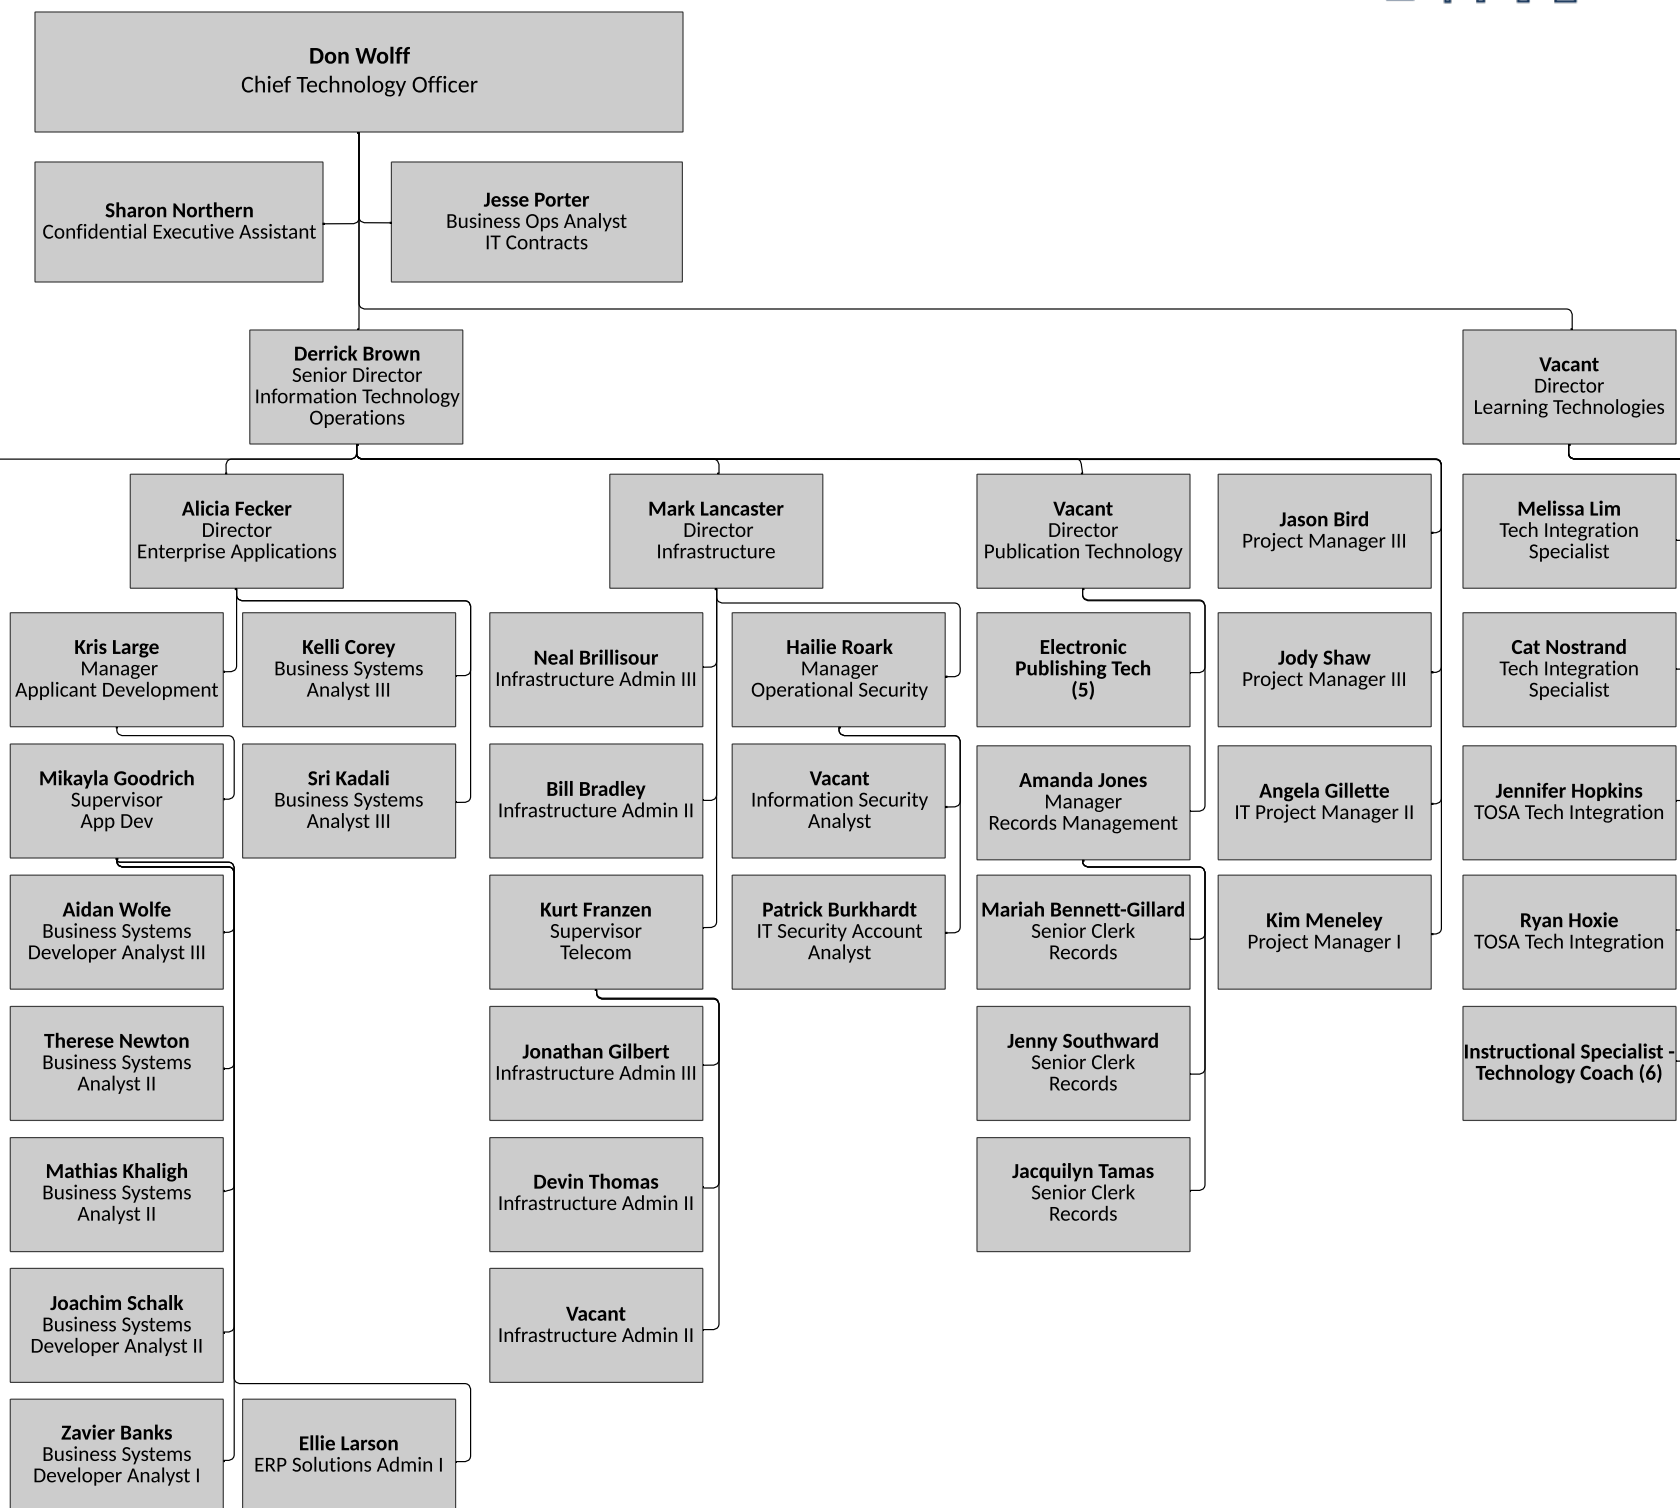 Don Wolff
Chief Technology Officer
Sharon Northern
Confidential Executive Assistant
Jesse Porter
Business Ops Analyst
IT Contracts
Derrick Brown
Senior Director
Information Technology
Operations
Vacant
Director
Learning Technologies
Alicia Fecker
Director
Enterprise Applications
Mark Lancaster
Director
Infrastructure
Vacant
Director
Publication Technology
Jason Bird
Project Manager III
Melissa Lim
Tech Integration
Specialist
Kris Large
Manager
Applicant Development
Kelli Corey
Business Systems
Analyst III
Neal Brillisour
Infrastructure Admin III
Hailie Roark
Manager
Operational Security
Electronic
Publishing Tech
(5)
Jody Shaw
Project Manager III
Cat Nostrand
Tech Integration
Specialist
Mikayla Goodrich
Supervisor
App Dev
Sri Kadali
Business Systems
Analyst III
Bill Bradley
Infrastructure Admin II
Vacant
Information Security
Analyst
Amanda Jones
Manager
Records Management
Angela Gillette
IT Project Manager II
Jennifer Hopkins
TOSA Tech Integration
Aidan Wolfe
Business Systems
Developer Analyst III
Kurt Franzen
Supervisor
Telecom
Patrick Burkhardt
IT Security Account
Analyst
Mariah Bennett-Gillard
Senior Clerk
Records
Kim Meneley
Project Manager I
Ryan Hoxie
TOSA Tech Integration
Therese Newton
Business Systems
Analyst II
Jonathan Gilbert
Infrastructure Admin III
Jenny Southward
Senior Clerk
Records
Instructional Specialist -
Technology Coach (6)
Mathias Khaligh
Business Systems
Analyst II
Devin Thomas
Infrastructure Admin II
Jacquilyn Tamas
Senior Clerk
Records
Joachim Schalk
Business Systems
Developer Analyst II
Vacant
Infrastructure Admin II
Zavier Banks
Business Systems
Developer Analyst I
Ellie Larson
ERP Solutions Admin I